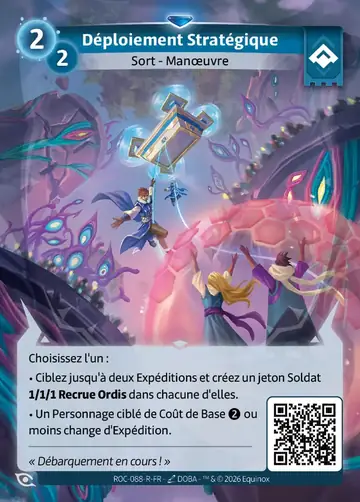 2
Déploiement Stratégique
2
Sort - Manœuvre
Choisissez l'un :
• Ciblez jusqu'à deux Expéditions et créez un jeton Soldat
1/1/1 Recrue Ordis dans chacune d'elles.
• Un Personnage ciblé de Coût de Base 2 ou
moins change d'Expédition.
« Débarquement en cours ! »
ROC-088-R-FR - DOBA - ™ & © 2026 Equinox